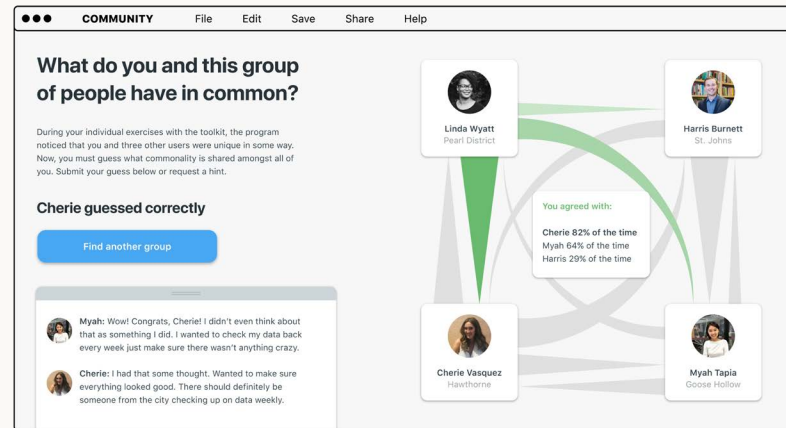 COMMUNITY File Edit Save Share Help
What do you and this group
of people have in common?
During your individual exercises with the toolkit, the program
noticed that you and three other users were unique in some way.
Now, you must guess what commonality is shared amongst all of
you. Submit your guess below or request a hint.
Cherie guessed correctly
Find another group
Myah: Wow! Congrats, Cherie! I didn't even think about
that as something I did. I wanted to check my data back
every week just make sure there wasn't anything crazy.
Cherie: I had that some thought. Wanted to make sure
everything looked good. There should definitely be
someone from the city checking up on data weekly.
Linda Wyatt
Pearl District
Harris Burnett
St. Johns
You agreed with:
Cherie 82% of the time
Myah 64% of the time
Harris 29% of the time
Cherie Vasquez
Hawthorne
Myah Tapia
Goose Hollow